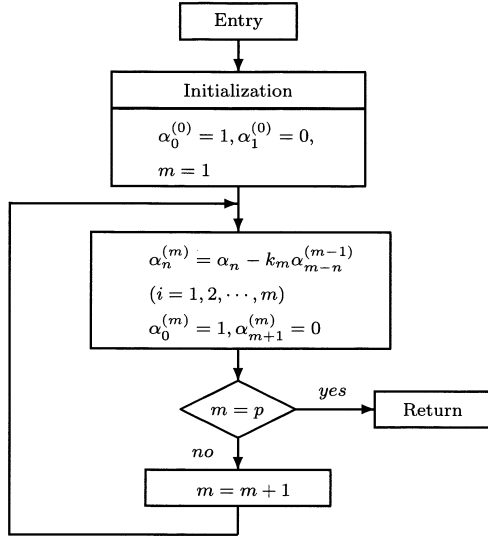 Entry
Initialization
α_0^{(0)} = 1, α_1^{(0)} = 0,
m = 1
α_n^{(m)} = α_n − k_m α_{m−n}^{(m−1)}
(i = 1, 2, ⋯, m)
α_0^{(m)} = 1, α_{m+1}^{(m)} = 0
m = p
yes
Return
no
m = m + 1